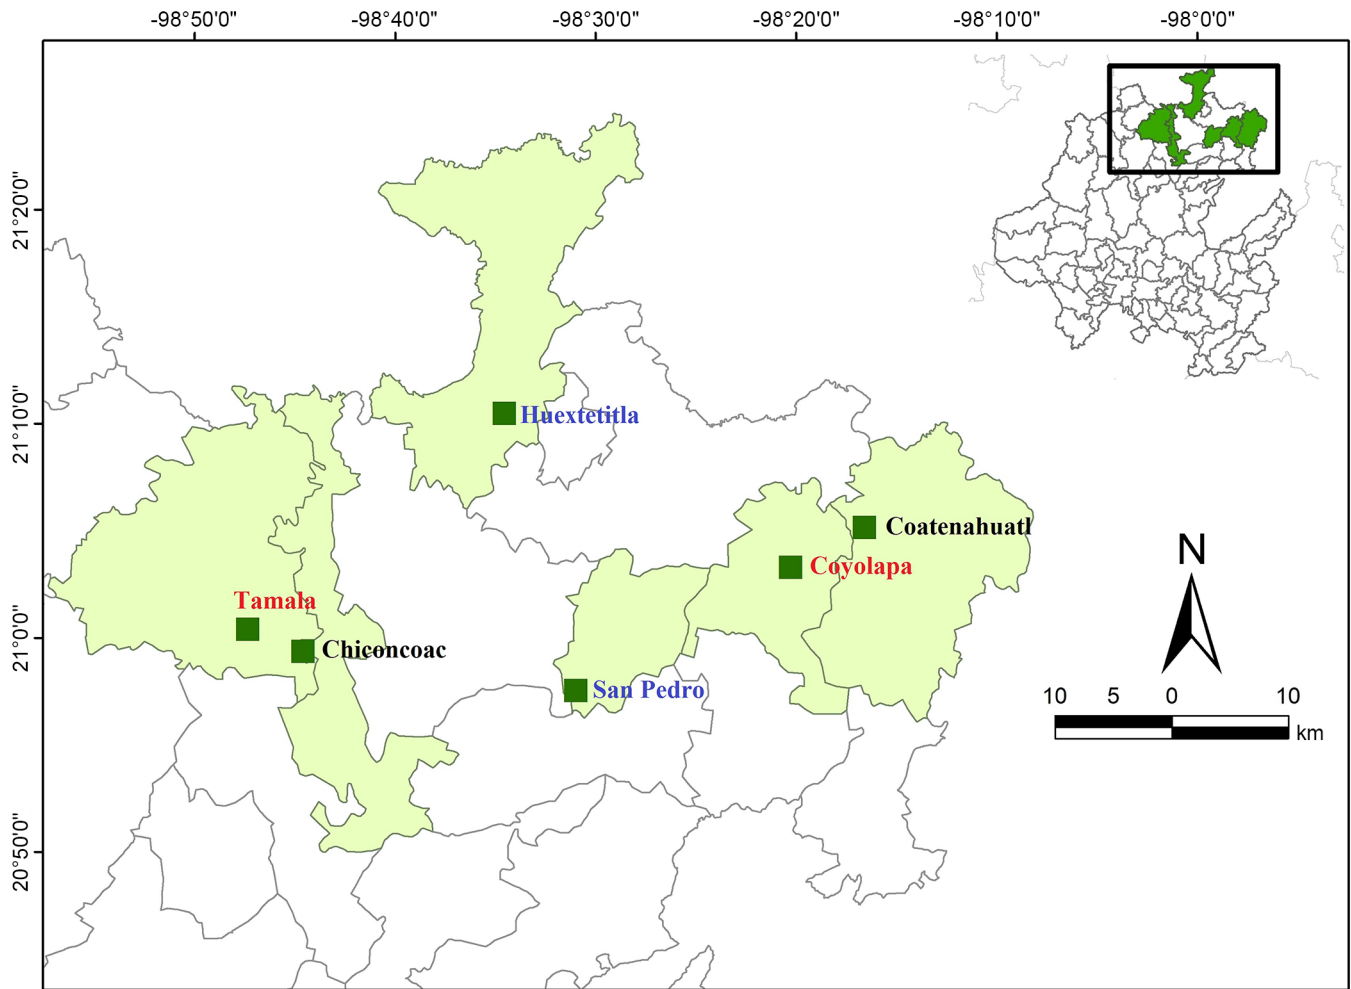 -98°50'0" -98°40'0" -98°30'0" -98°20'0" -98°10'0" -98°0'0"
21°20'0"
21°10'0"
21°0'0"
20°50'0"
Huextetitla
Coatenahuatl
Coyolapa
Tamala
Chiconcoac
San Pedro
N
10 5 0 10
km